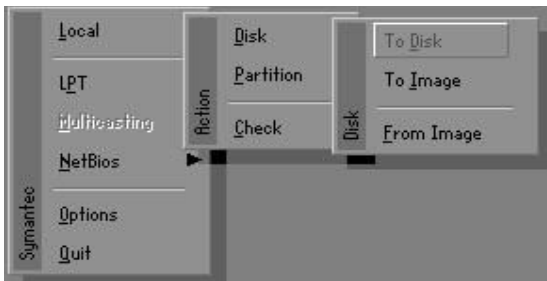 Local
LPT
Multicasting
NetBios
Options
Quit
Symantec
Disk
Partition
Check
Action
To Disk
To Image
From Image
Disk